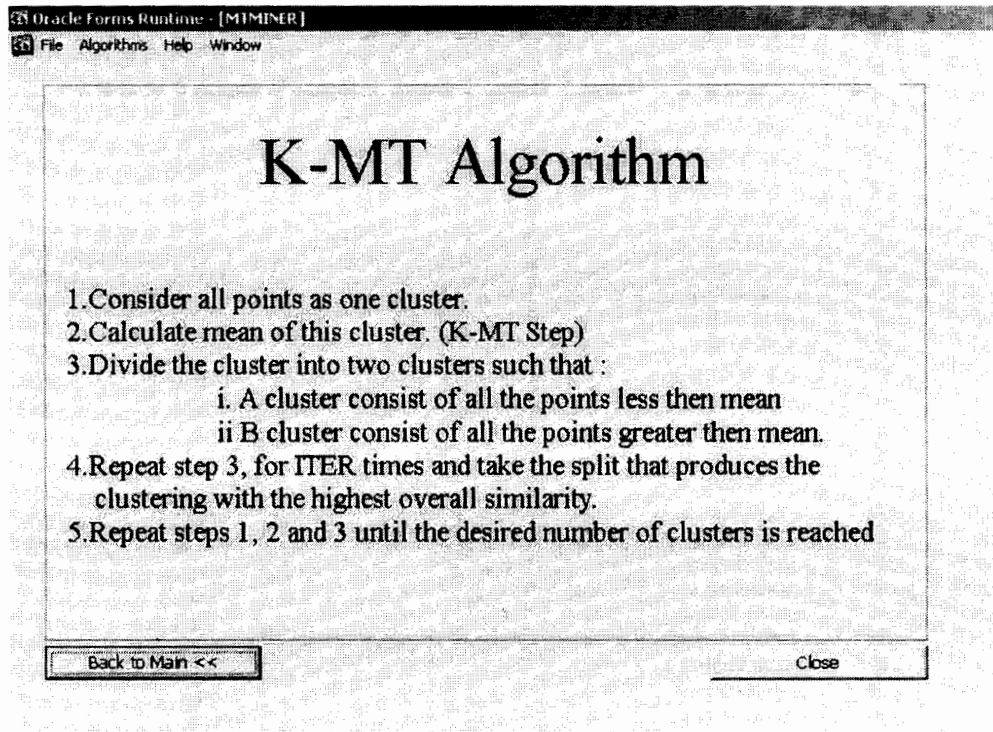 Oracle Forms Runtime - [MTMINER]
File Algorithms Help Window
K-MT Algorithm
1.Consider all points as one cluster.
2.Calculate mean of this cluster. (K-MT Step)
3.Divide the cluster into two clusters such that :
i. A cluster consist of all the points less then mean
ii B cluster consist of all the points greater then mean.
4.Repeat step 3, for ITER times and take the split that produces the
clustering with the highest overall similarity.
5.Repeat steps 1, 2 and 3 until the desired number of clusters is reached
Back to Main << Close